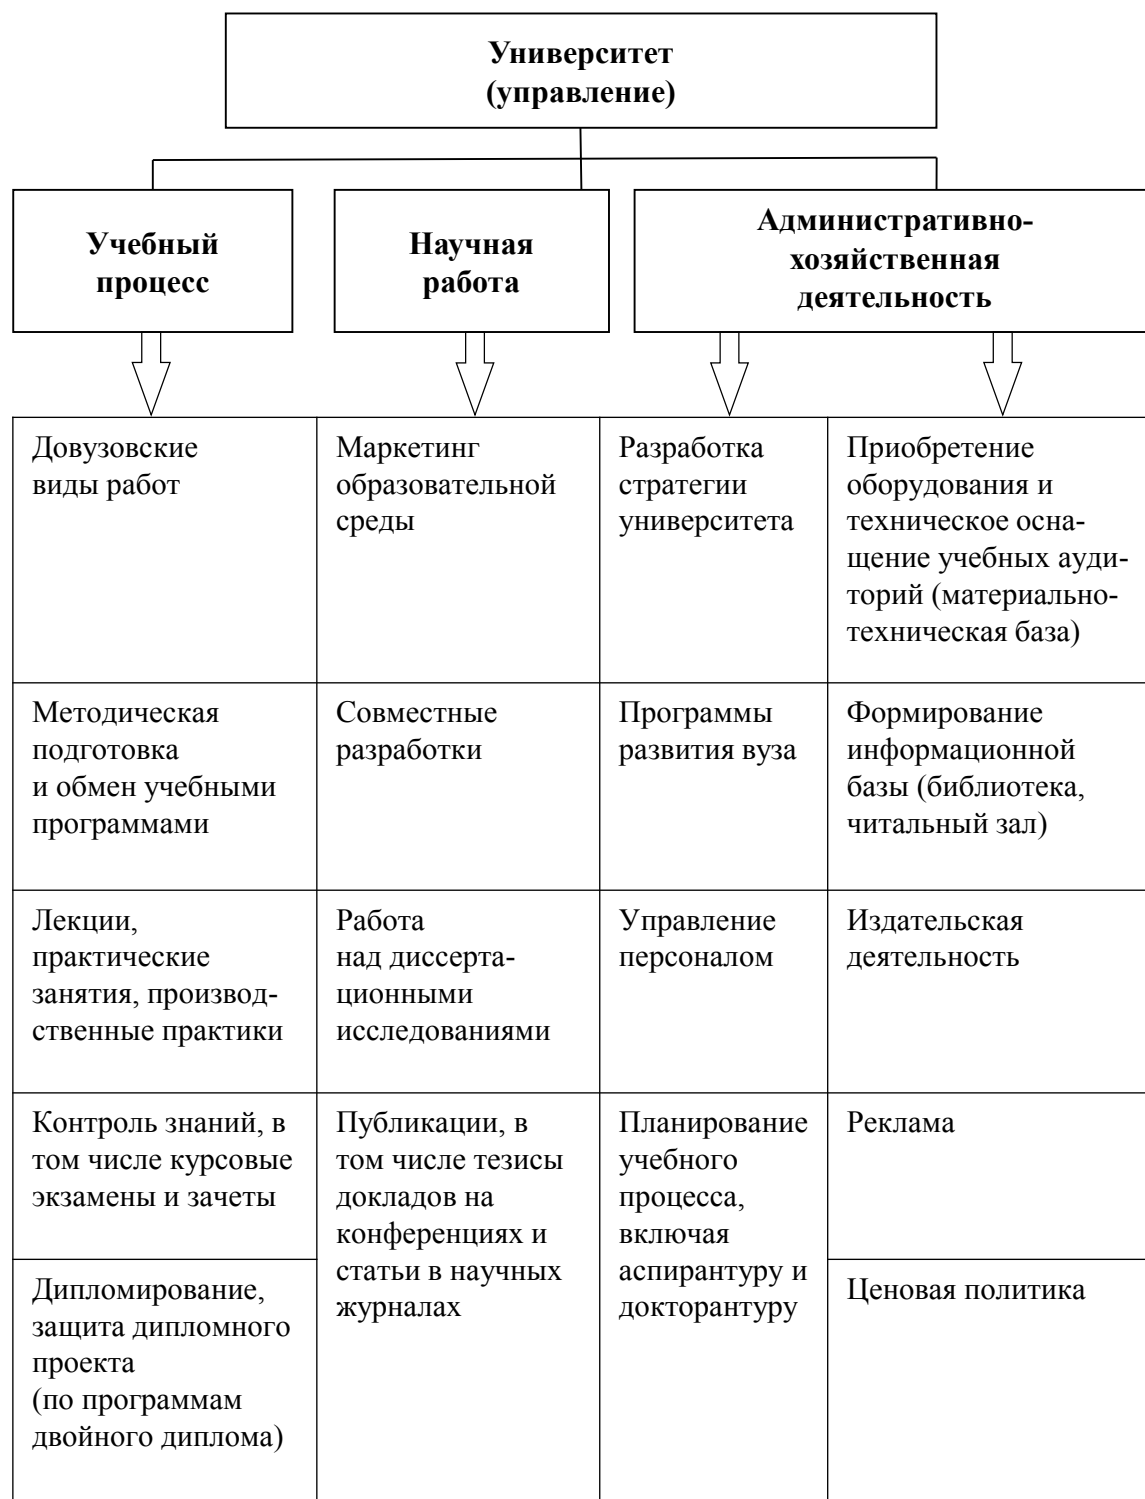 Университет
(управление)
Учебный
процесс
Научная
работа
Административно-
хозяйственная
деятельность
Довузовские
виды работ
Маркетинг
образовательной
среды
Разработка
стратегии
университета
Приобретение
оборудования и
техническое осна-
щение учебных ауди-
торий (материально-
техническая база)
Методическая
подготовка
и обмен учебными
программами
Совместные
разработки
Программы
развития вуза
Формирование
информационной
базы (библиотека,
читальный зал)
Лекции,
практические
занятия, производ-
ственные практики
Работа
над диссерта-
ционными
исследованиями
Управление
персоналом
Издательская
деятельность
Контроль знаний, в
том числе курсовые
экзамены и зачеты
Публикации, в
том числе тезисы
докладов на
конференциях и
статьи в научных
журналах
Планирование
учебного
процесса,
включая
аспирантуру и
докторантуру
Реклама
Дипломирование,
защита дипломного
проекта
(по программам
двойного диплома)
Ценовая политика